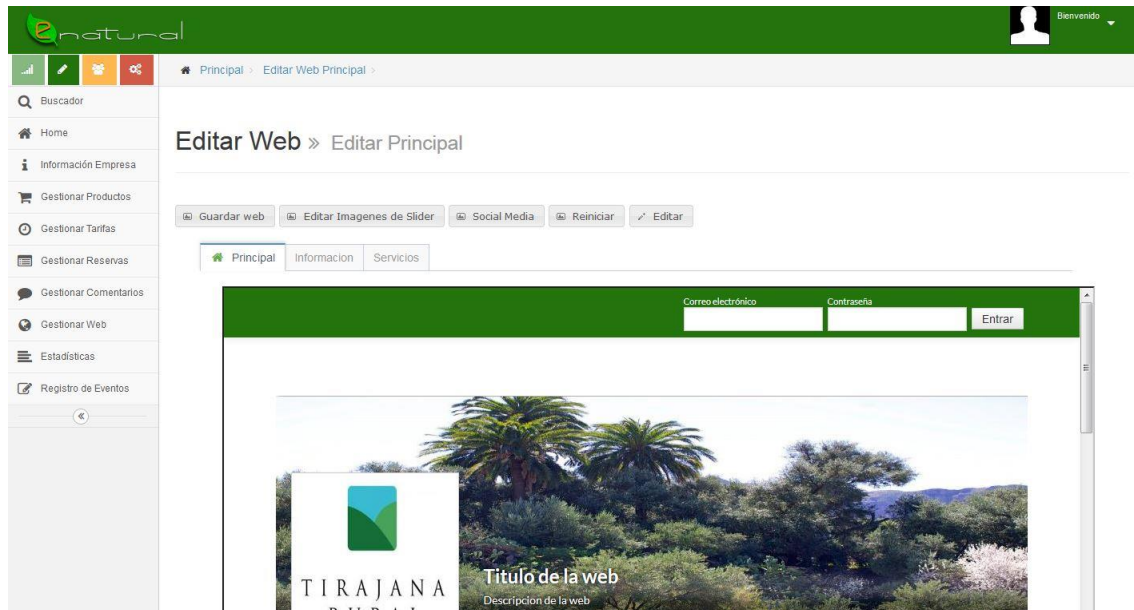 enatural
Bienvenido
Principal Editar Web Principal
Buscador
Home
Información Empresa
Gestionar Productos
Gestionar Tarifas
Gestionar Reservas
Gestionar Comentarios
Gestionar Web
Estadísticas
Registro de Eventos
Editar Web » Editar Principal
Guardar web Editar Imagenes de Slider Social Media Reiniciar Editar
Principal Informacion Servicios
Correo electrónico Contraseña
Entrar
TIRAJANA
RURAL
Titulo de la web
Descripcion de la web